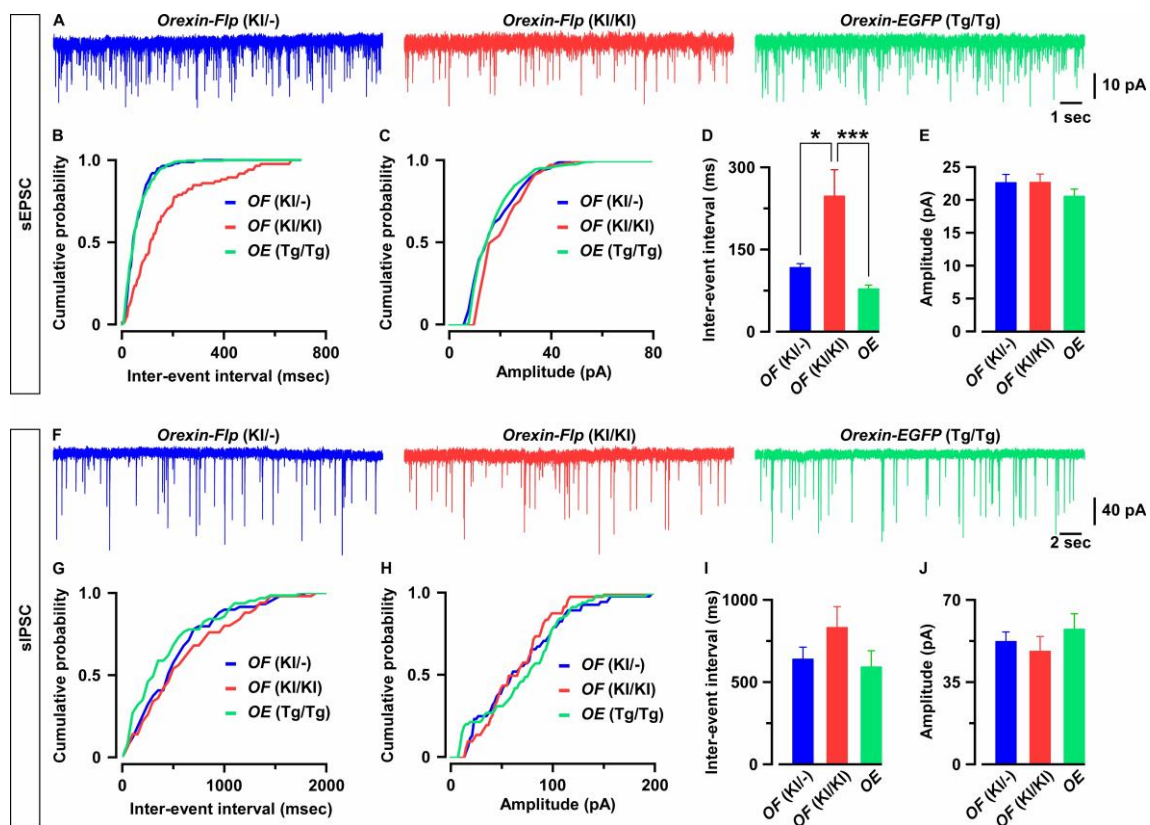 sEPSC
A
Orexin-Flp (KI/-)
Orexin-Flp (KI/KI)
Orexin-EGFP (Tg/Tg)
10 pA
1 sec
B
Cumulative probability
1.0
0.5
0
OF (KI/-)
OF (KI/KI)
OE (Tg/Tg)
0
400
800
Inter-event interval (msec)
C
Cumulative probability
1.0
0.5
0
OF (KI/-)
OF (KI/KI)
OE (Tg/Tg)
0
40
80
Amplitude (pA)
D
* ***
Inter-event interval (ms)
300
150
0
OF (KI/-)
OF (KI/KI)
OE
E
Amplitude (pA)
25
20
15
10
5
0
OF (KI/-)
OF (KI/KI)
OE
sIPSC
F
Orexin-Flp (KI/-)
Orexin-Flp (KI/KI)
Orexin-EGFP (Tg/Tg)
40 pA
2 sec
G
Cumulative probability
1.0
0.5
0
OF (KI/-)
OF (KI/KI)
OE (Tg/Tg)
0
1000
2000
Inter-event interval (msec)
H
Cumulative probability
1.0
0.5
0
OF (KI/-)
OF (KI/KI)
OE (Tg/Tg)
0
100
200
Amplitude (pA)
I
Inter-event interval (ms)
1000
500
0
OF (KI/-)
OF (KI/KI)
OE
J
Amplitude (pA)
70
35
0
OF (KI/-)
OF (KI/KI)
OE